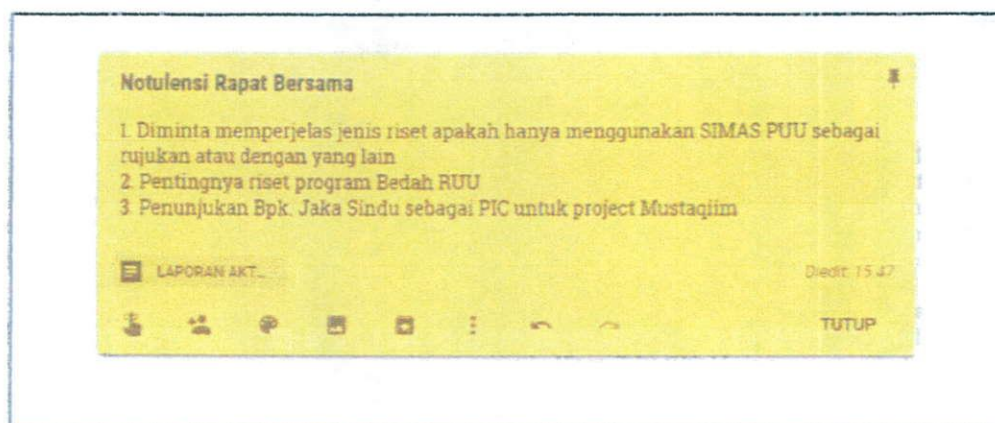 Notulensi Rapat Bersama
1. Diminta memperjelas jenis riset apakah hanya menggunakan SIMAS PUU sebagai
rujukan atau dengan yang lain
2. Pentingnya riset program Bedah RUU
3. Penunjukan Bpk. Jaka Sindu sebagai PIC untuk project Mustaqiim
LAPORAN AKT...
Diedit 15.47
TUTUP